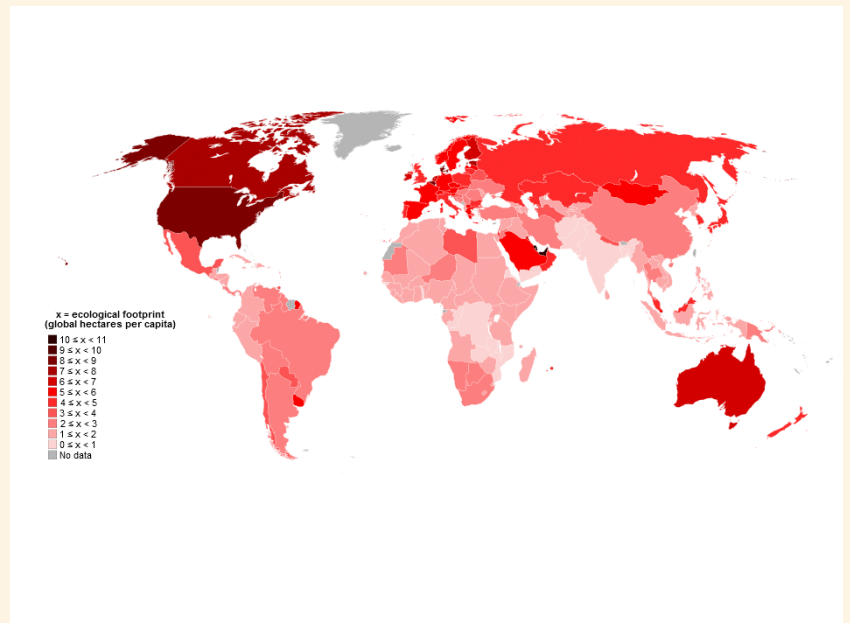 x = ecological footprint
(global hectares per capita)
10 ≤ x < 11
9 ≤ x < 10
8 ≤ x < 9
7 ≤ x < 8
6 ≤ x < 7
5 ≤ x < 6
4 ≤ x < 5
3 ≤ x < 4
2 ≤ x < 3
1 ≤ x < 2
0 ≤ x < 1
No data